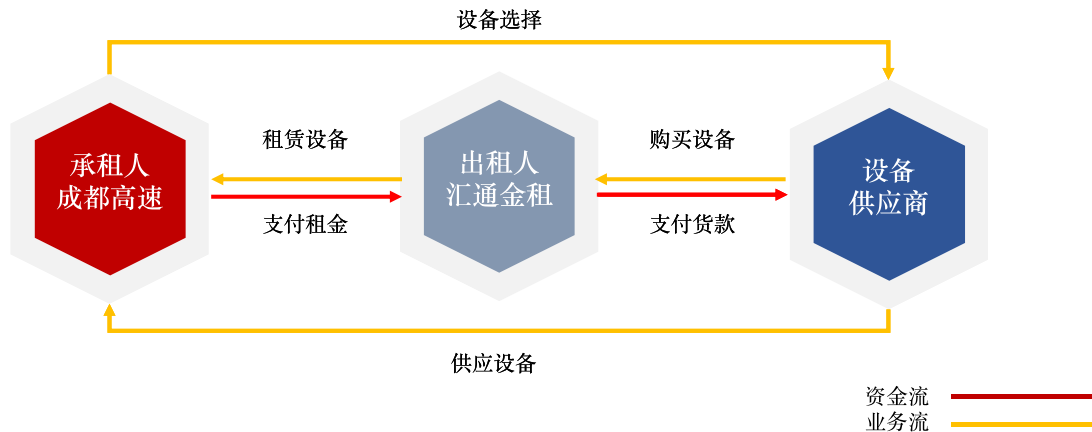 设备选择
租赁设备
购买设备
承租人
成都高速
出租人
汇通金租
设备
供应商
支付租金
支付货款
供应设备
资金流
业务流